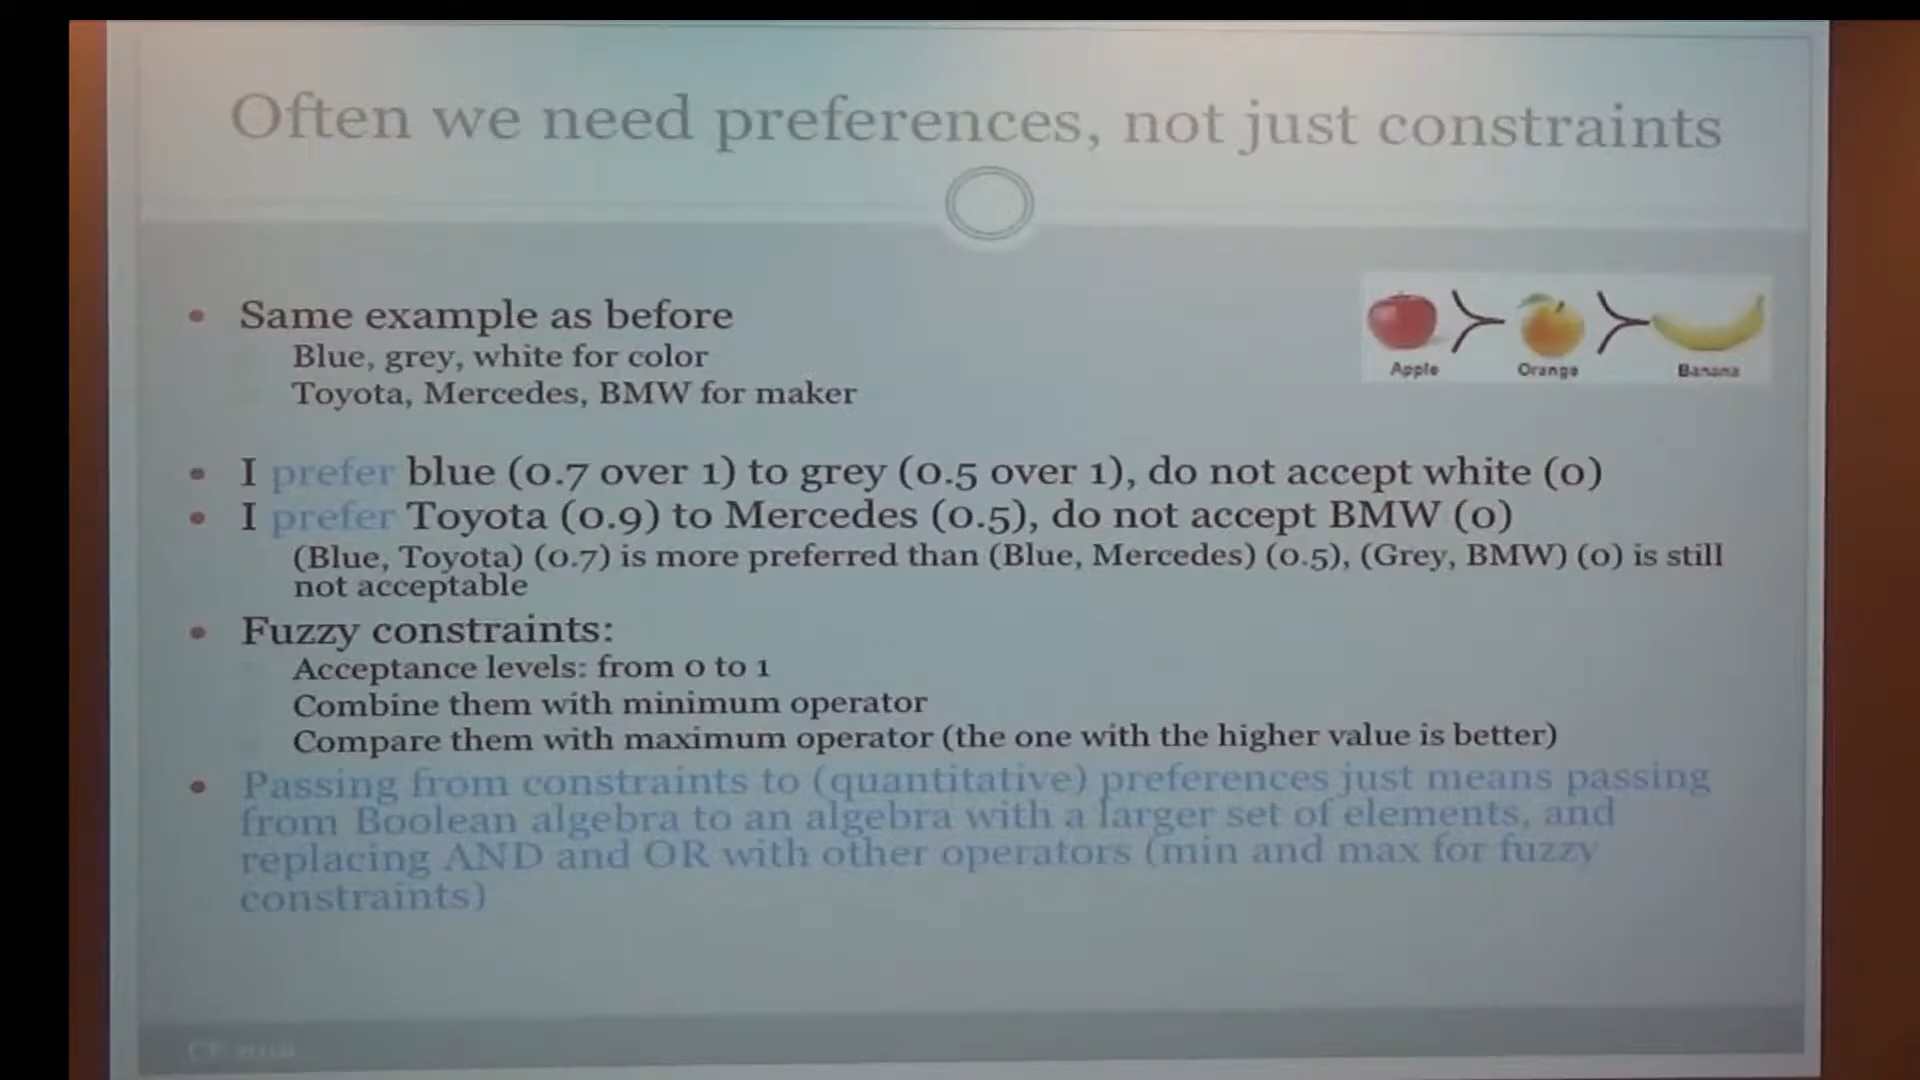 Often we need preferences, not just constraints
Apple
Orange
Banana
Same example as before
Blue, grey, white for color
Toyota, Mercedes, BMW for maker
I prefer blue (0.7 over 1) to grey (0.5 over 1), do not accept white (0)
I prefer Toyota (0.9) to Mercedes (0.5), do not accept BMW (0)
(Blue, Toyota) (0.7) is more preferred than (Blue, Mercedes) (0.5), (Grey, BMW) (0) is still
not acceptable
Fuzzy constraints:
Acceptance levels: from 0 to 1
Combine them with minimum operator
Compare them with maximum operator (the one with the higher value is better)
Passing from constraints to (quantitative) preferences just means passing
from Boolean algebra to an algebra with a larger set of elements, and
replacing AND and OR with other operators (min and max for fuzzy
constraints)